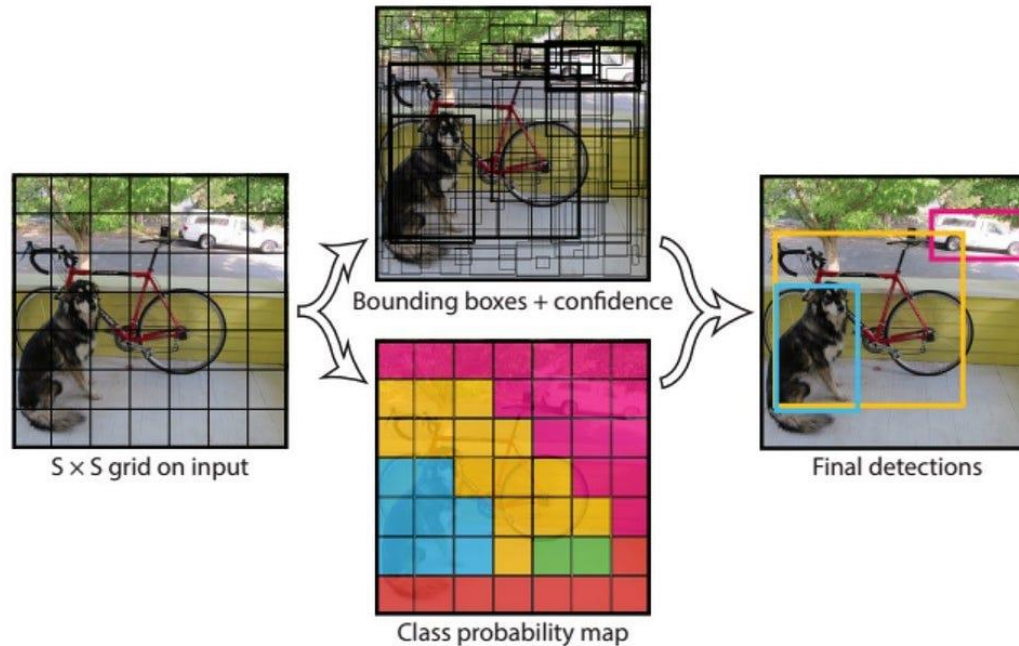 Bounding boxes + confidence
S × S grid on input
Final detections
Class probability map